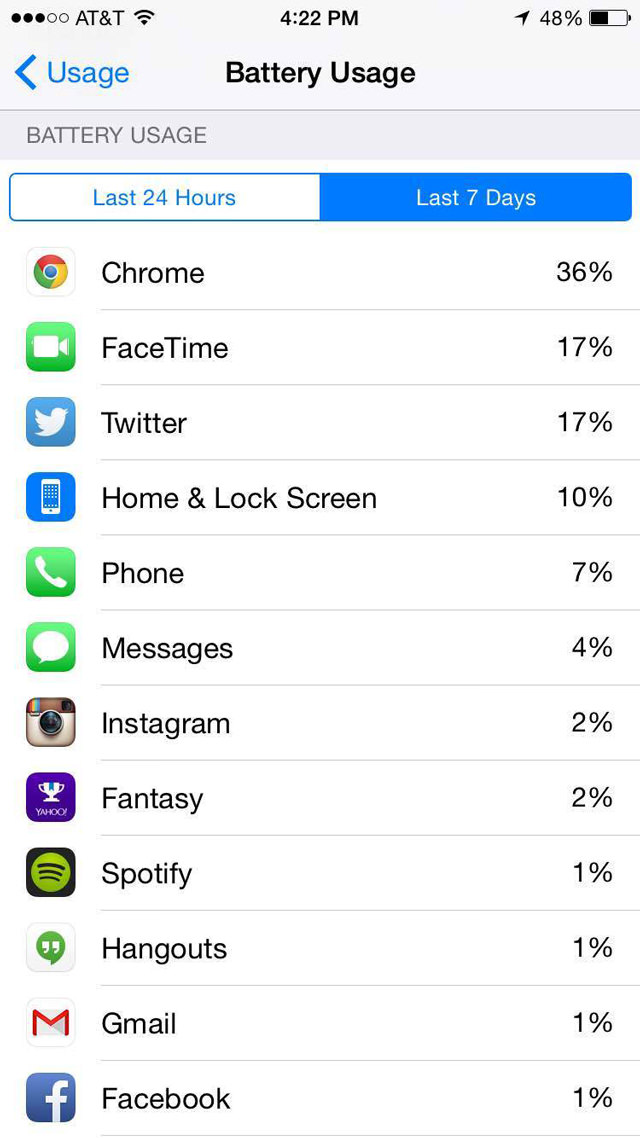 AT&T 4:22 PM 48%
Usage Battery Usage
BATTERY USAGE
Last 24 Hours Last 7 Days
Chrome 36%
FaceTime 17%
Twitter 17%
Home & Lock Screen 10%
Phone 7%
Messages 4%
Instagram 2%
YAHOO! Fantasy 2%
Spotify 1%
Hangouts 1%
Gmail 1%
Facebook 1%